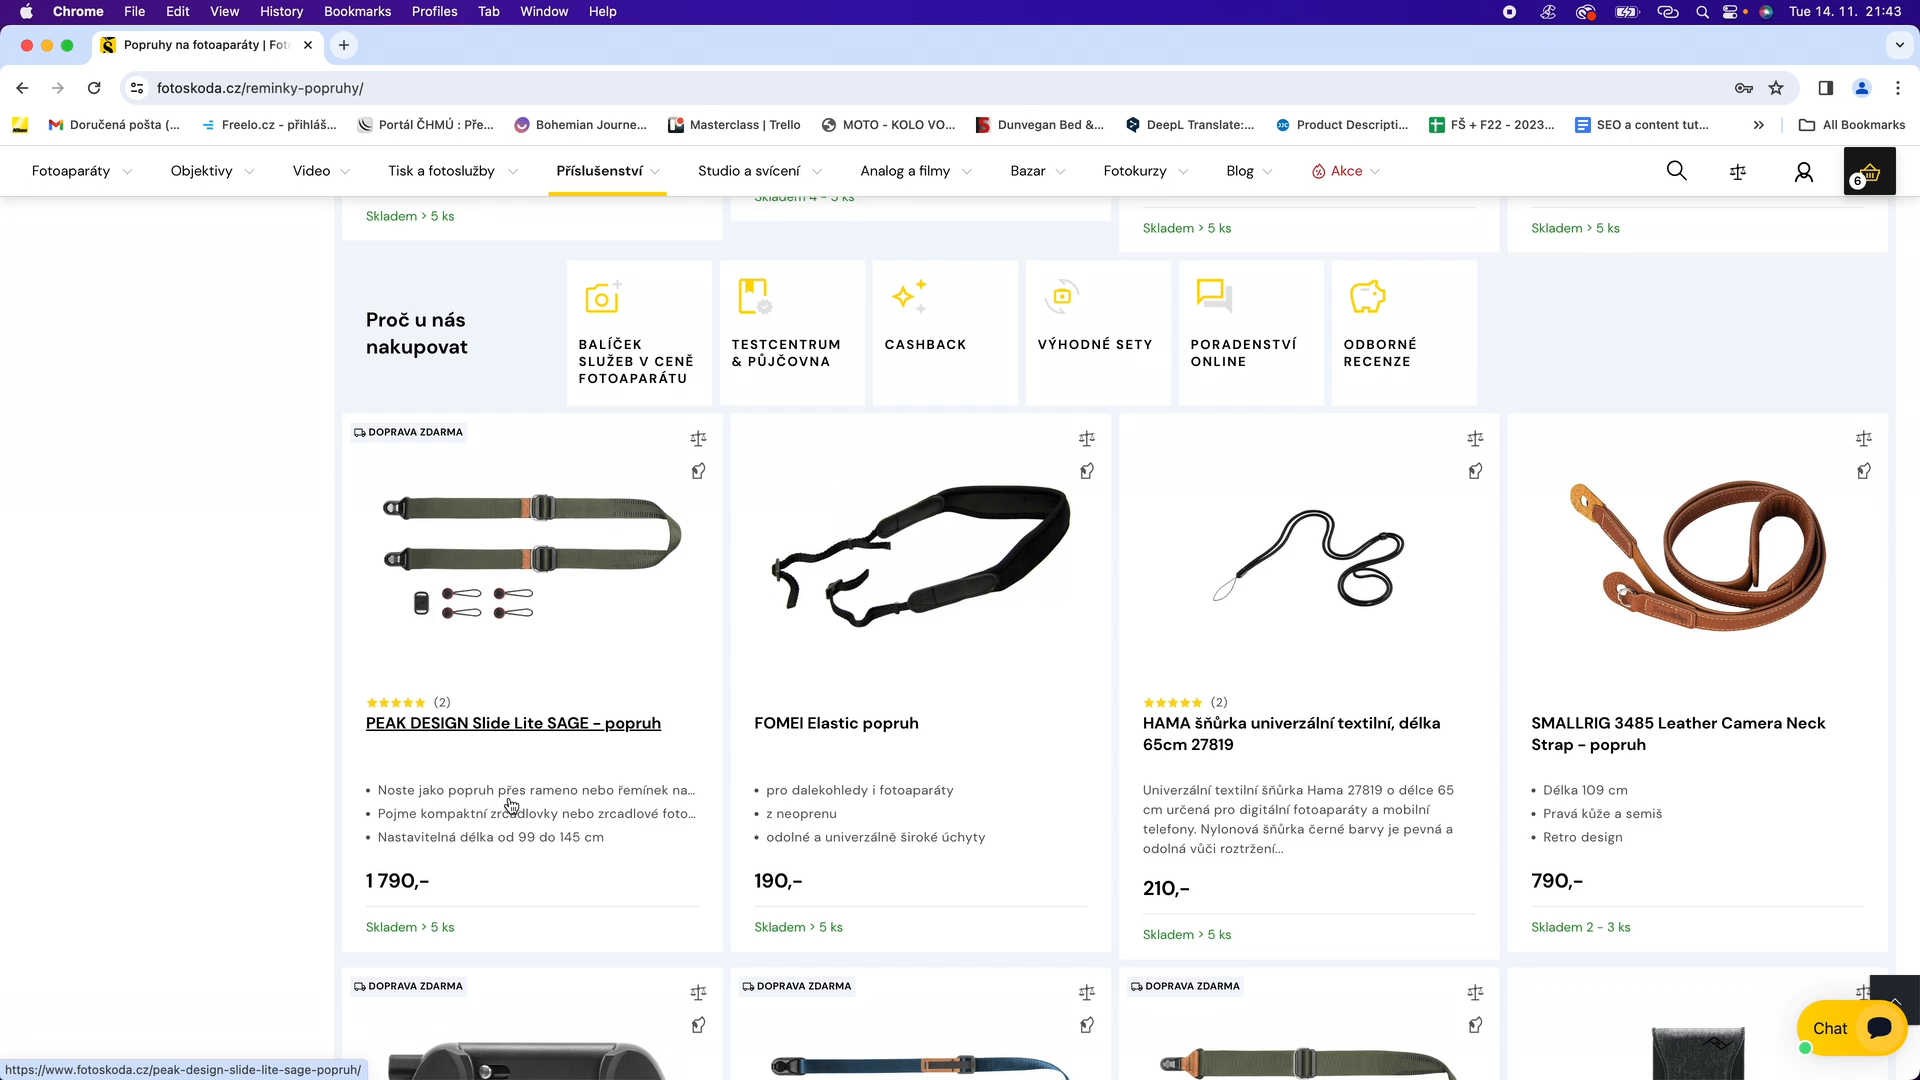 Chrome File Edit View History Bookmarks Profiles Tab Window Help
Tue 14. 11. 21:43
Popruhy na fotoaparáty | Fot
fotoskoda.cz/reminky-popruhy/
Doručená pošta (...
Freelo.cz - přihláš...
Portál ČHMÚ : Pře...
Bohemian Journe...
Masterclass | Trello
MOTO - KOLO VO...
Dunvegan Bed &...
DeepL Translate:...
Product Descripti...
FŠ + F22 - 2023...
SEO a content tut...
»
All Bookmarks
Fotoaparáty
Objektivy
Video
Tisk a fotoslužby
Příslušenství
Studio a svícení
Analog a filmy
Bazar
Fotokurzy
Blog
Akce
6
Skladem > 5 ks
Skladem 4 - 5 ks
Skladem > 5 ks
Skladem > 5 ks
Proč u nás
nakupovat
BALÍČEK
SLUŽEB V CENĚ
FOTOAPARÁTU
TESTCENTRUM
& PŮJČOVNA
CASHBACK
VÝHODNÉ SETY
PORADENSTVÍ
ONLINE
ODBORNÉ
RECENZE
DOPRAVA ZDARMA
(2)
PEAK DESIGN Slide Lite SAGE - popruh
• Noste jako popruh přes rameno nebo řemínek na...
• Pojme kompaktní zrcadlovky nebo zrcadlové foto...
• Nastavitelná délka od 99 do 145 cm
1 790,-
Skladem > 5 ks
FOMEI Elastic popruh
• pro dalekohledy i fotoaparáty
• z neoprenu
• odolné a univerzálně široké úchyty
190,-
Skladem > 5 ks
(2)
HAMA šňůrka univerzální textilní, délka
65cm 27819
Univerzální textilní šňůrka Hama 27819 o délce 65
cm určená pro digitální fotoaparáty a mobilní
telefony. Nylonová šňůrka černé barvy je pevná a
odolná vůči roztržení...
210,-
Skladem > 5 ks
SMALLRIG 3485 Leather Camera Neck
Strap - popruh
• Délka 109 cm
• Pravá kůže a semiš
• Retro design
790,-
Skladem 2 - 3 ks
DOPRAVA ZDARMA
DOPRAVA ZDARMA
DOPRAVA ZDARMA
Chat
https://www.fotoskoda.cz/peak-design-slide-lite-sage-popruh/